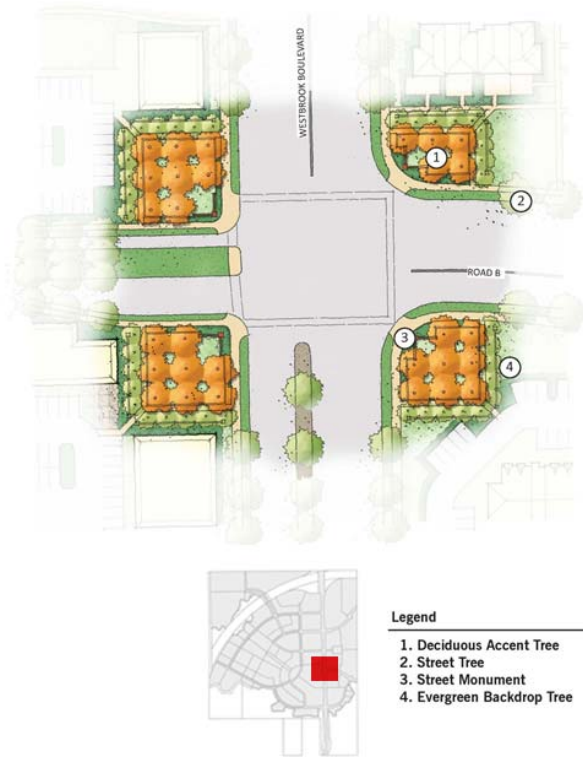 WESTBROOK BOULEVARD
1
2
ROAD B
3
4
Legend
1. Deciduous Accent Tree
2. Street Tree
3. Street Monument
4. Evergreen Backdrop Tree